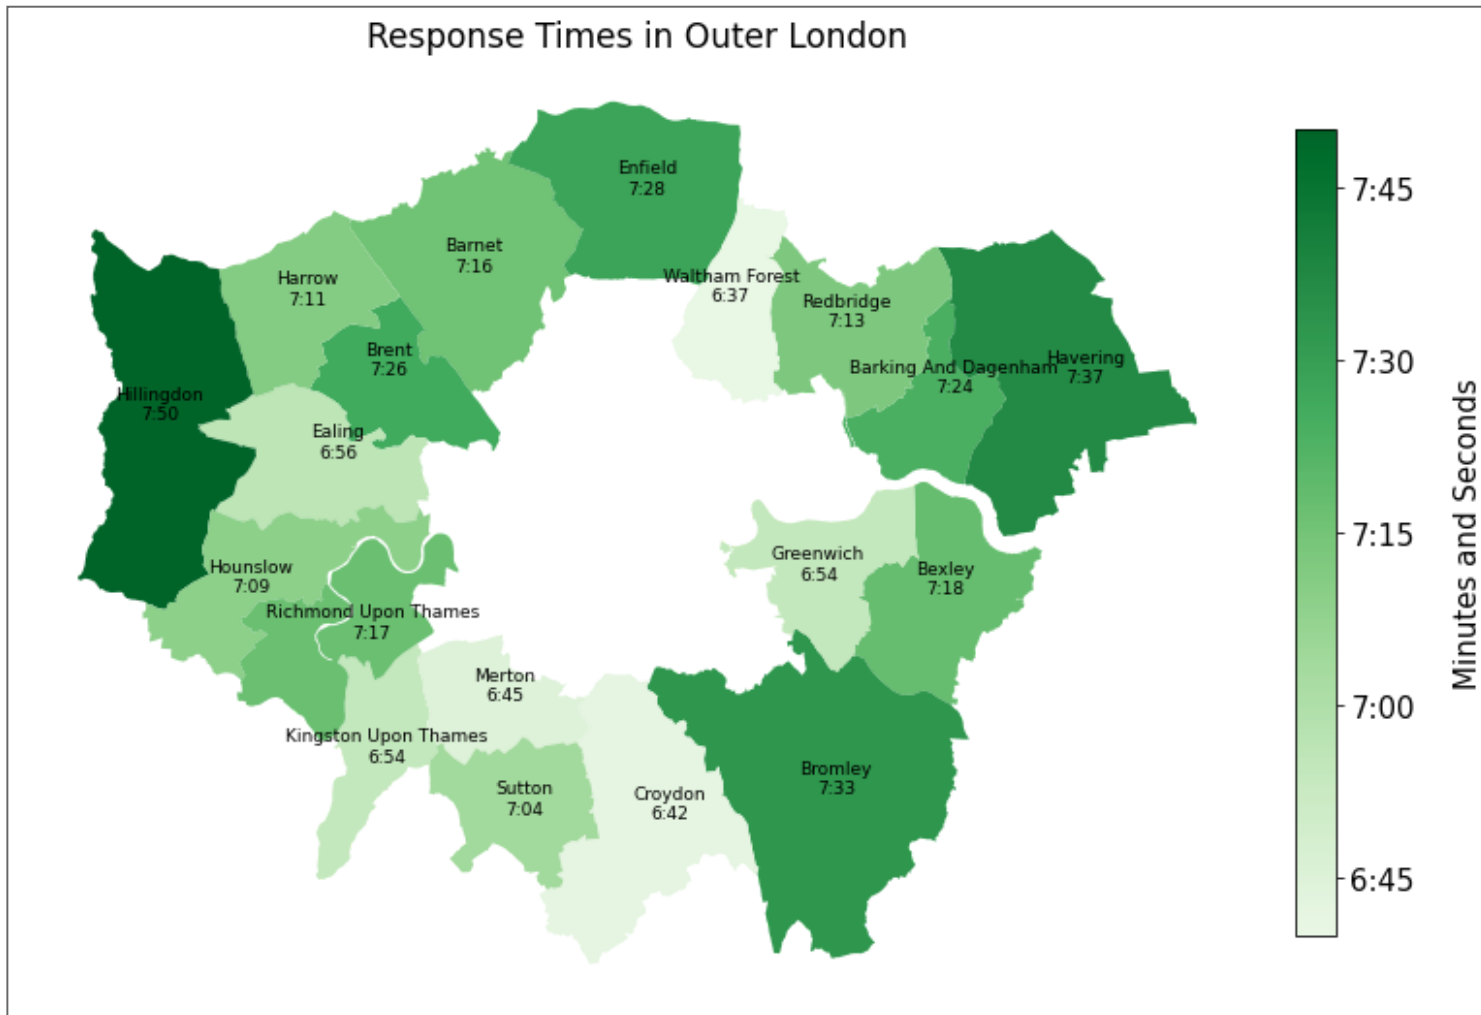 Response Times in Outer London
Enfield
7:28
Barnet
7:16
Harrow
7:11
Waltham Forest
6:37
Redbridge
7:13
Brent
7:26
Barking And Dagenham
7:24
Havering
7:37
Hillingdon
7:50
Ealing
6:56
Hounslow
7:09
Greenwich
6:54
Bexley
7:18
Richmond Upon Thames
7:17
Merton
6:45
Kingston Upon Thames
6:54
Sutton
7:04
Croydon
6:42
Bromley
7:33
7:45
7:30
7:15
7:00
6:45
Minutes and Seconds